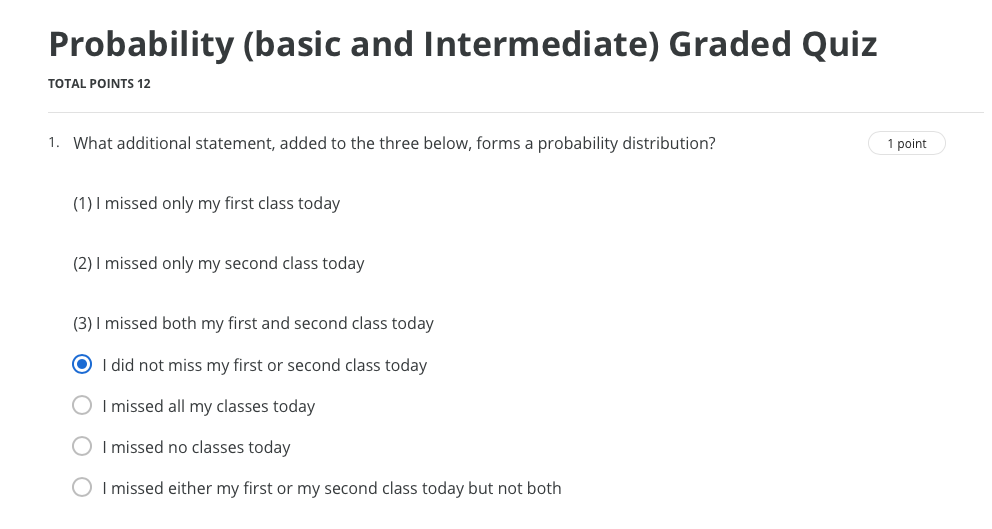 Probability (basic and Intermediate) Graded Quiz
TOTAL POINTS 12
1. What additional statement, added to the three below, forms a probability distribution? 1 point
(1) I missed only my first class today
(2) I missed only my second class today
(3) I missed both my first and second class today
I did not miss my first or second class today
I missed all my classes today
I missed no classes today
I missed either my first or my second class today but not both